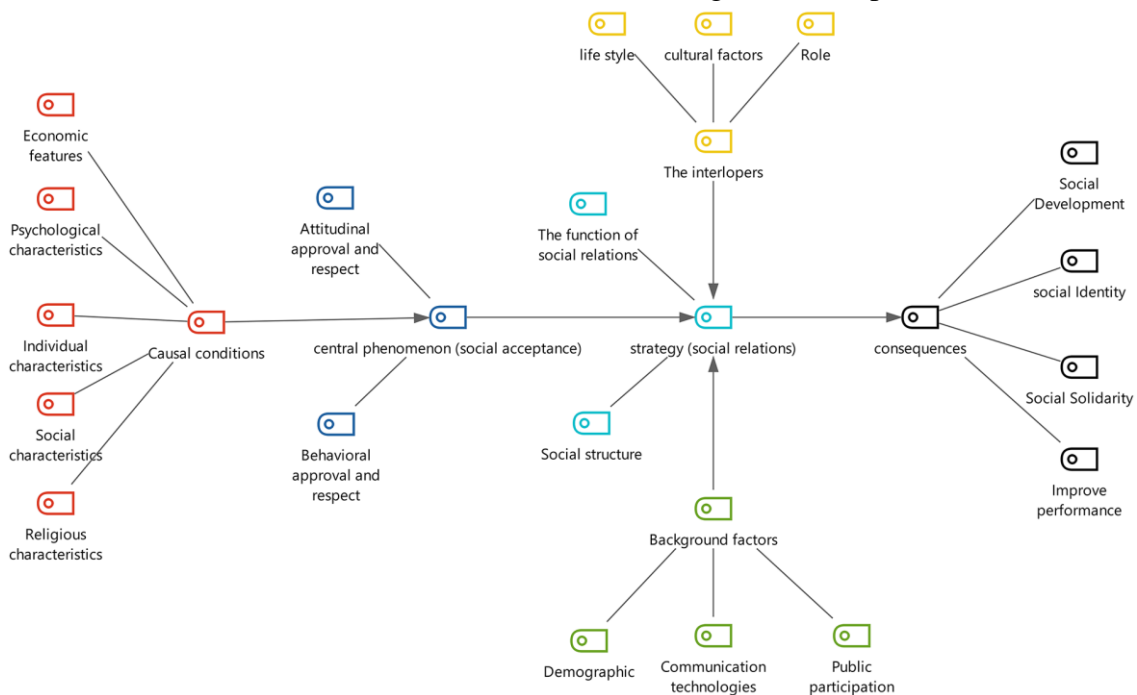 life style
cultural factors
Role
Economic
features
The interlopers
Social
Development
Psychological
characteristics
Attitudinal
approval and
respect
The function of
social relations
social Identity
Individual
characteristics
Causal conditions
central phenomenon (social acceptance)
strategy (social relations)
consequences
Social Solidarity
Social
characteristics
Behavioral
approval and
respect
Social structure
Improve
performance
Religious
characteristics
Background factors
Demographic
Communication
technologies
Public
participation